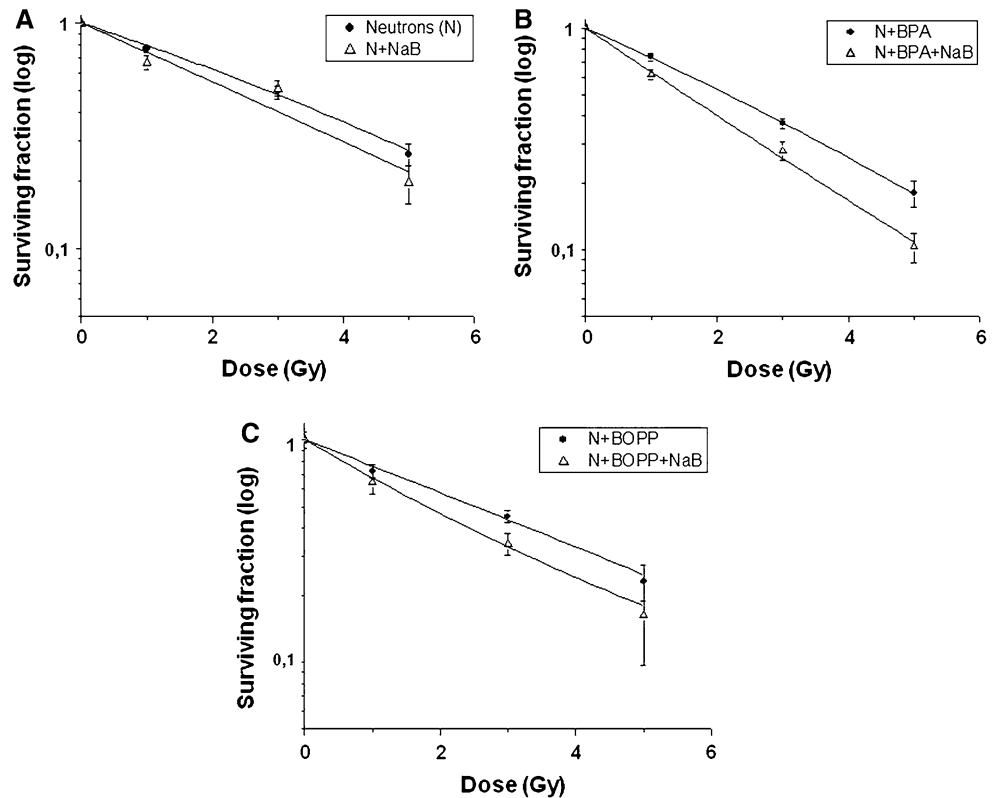 A
Neutrons (N)
N+NaB
Surviving fraction (log)
1
0,1
0 2 4 6
Dose (Gy)
B
N+BPA
N+BPA+NaB
Surviving fraction (log)
1
0,1
0 2 4 6
Dose (Gy)
C
N+BOPP
N+BOPP+NaB
Surviving fraction (log)
1
0,1
0 2 4 6
Dose (Gy)